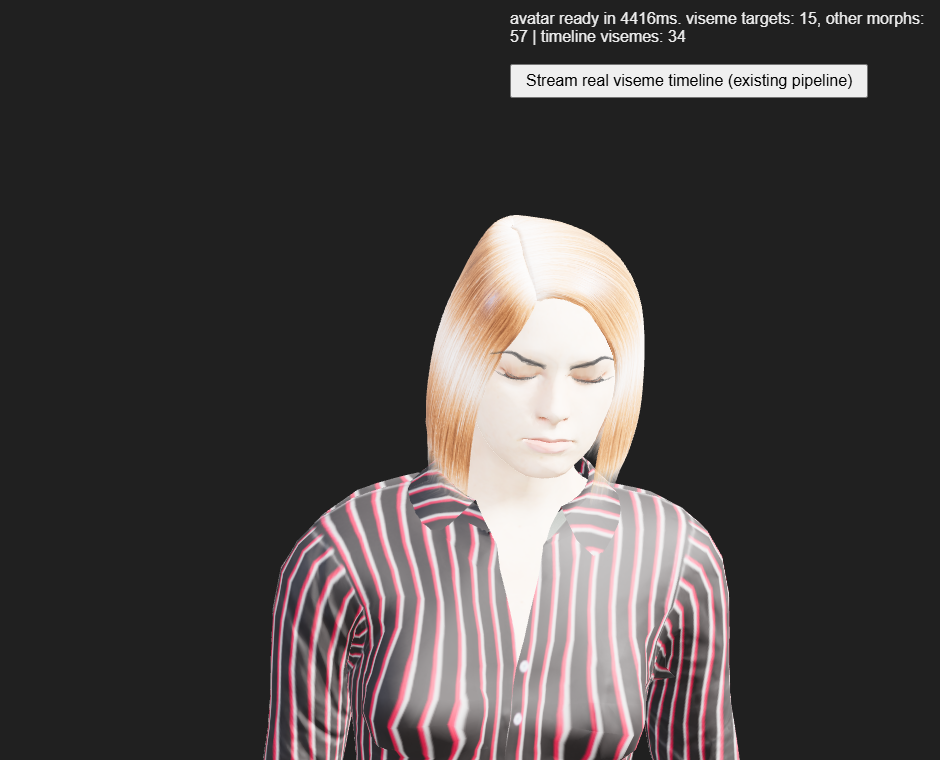 avatar ready in 4416ms. viseme targets: 15, other morphs:
57 | timeline visemes: 34
Stream real viseme timeline (existing pipeline)